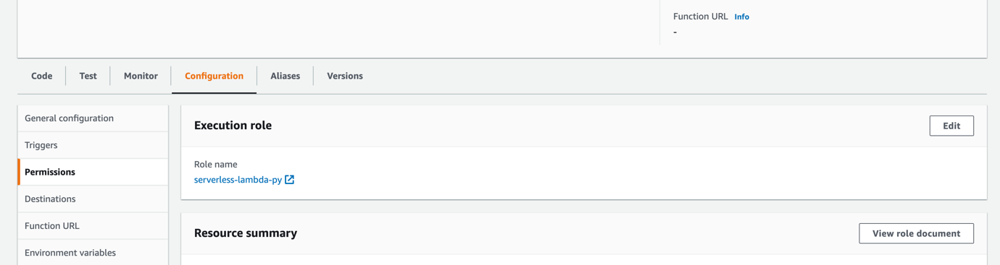 Function URL Info
-
Code Test Monitor Configuration Aliases Versions
General configuration
Triggers
Permissions
Destinations
Function URL
Environment variables
Execution role
Edit
Role name
serverless-lambda-py
Resource summary
View role document